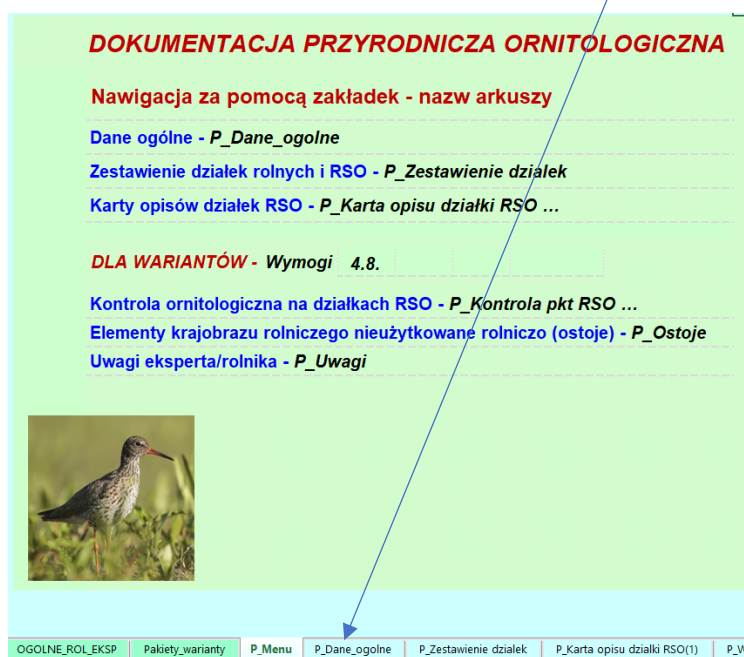 DOKUMENTACJA PRZYRODNICZA ORNITOLOGICZNA
Nawigacja za pomocą zakładek - nazw arkuszy
Dane ogólne - P_Dane_ogolne
Zestawienie działek rolnych i RSO - P_Zestawienie dzialek
Karty opisów działek RSO - P_Karta opisu działki RSO ...
DLA WARIANTÓW - Wymogi 4.8.
Kontrola ornitologiczna na działkach RSO - P_Kontrola pkt RSO ...
Elementy krajobrazu rolniczego nieużytkowane rolniczo (ostoje) - P_Ostoje
Uwagi eksperta/rolnika - P_Uwagi
OGOLNE_ROL_EKSP Pakiety_warianty P_Menu P_Dane_ogolne P_Zestawienie dzialek P_Karta opisu dzialki RSO(1)